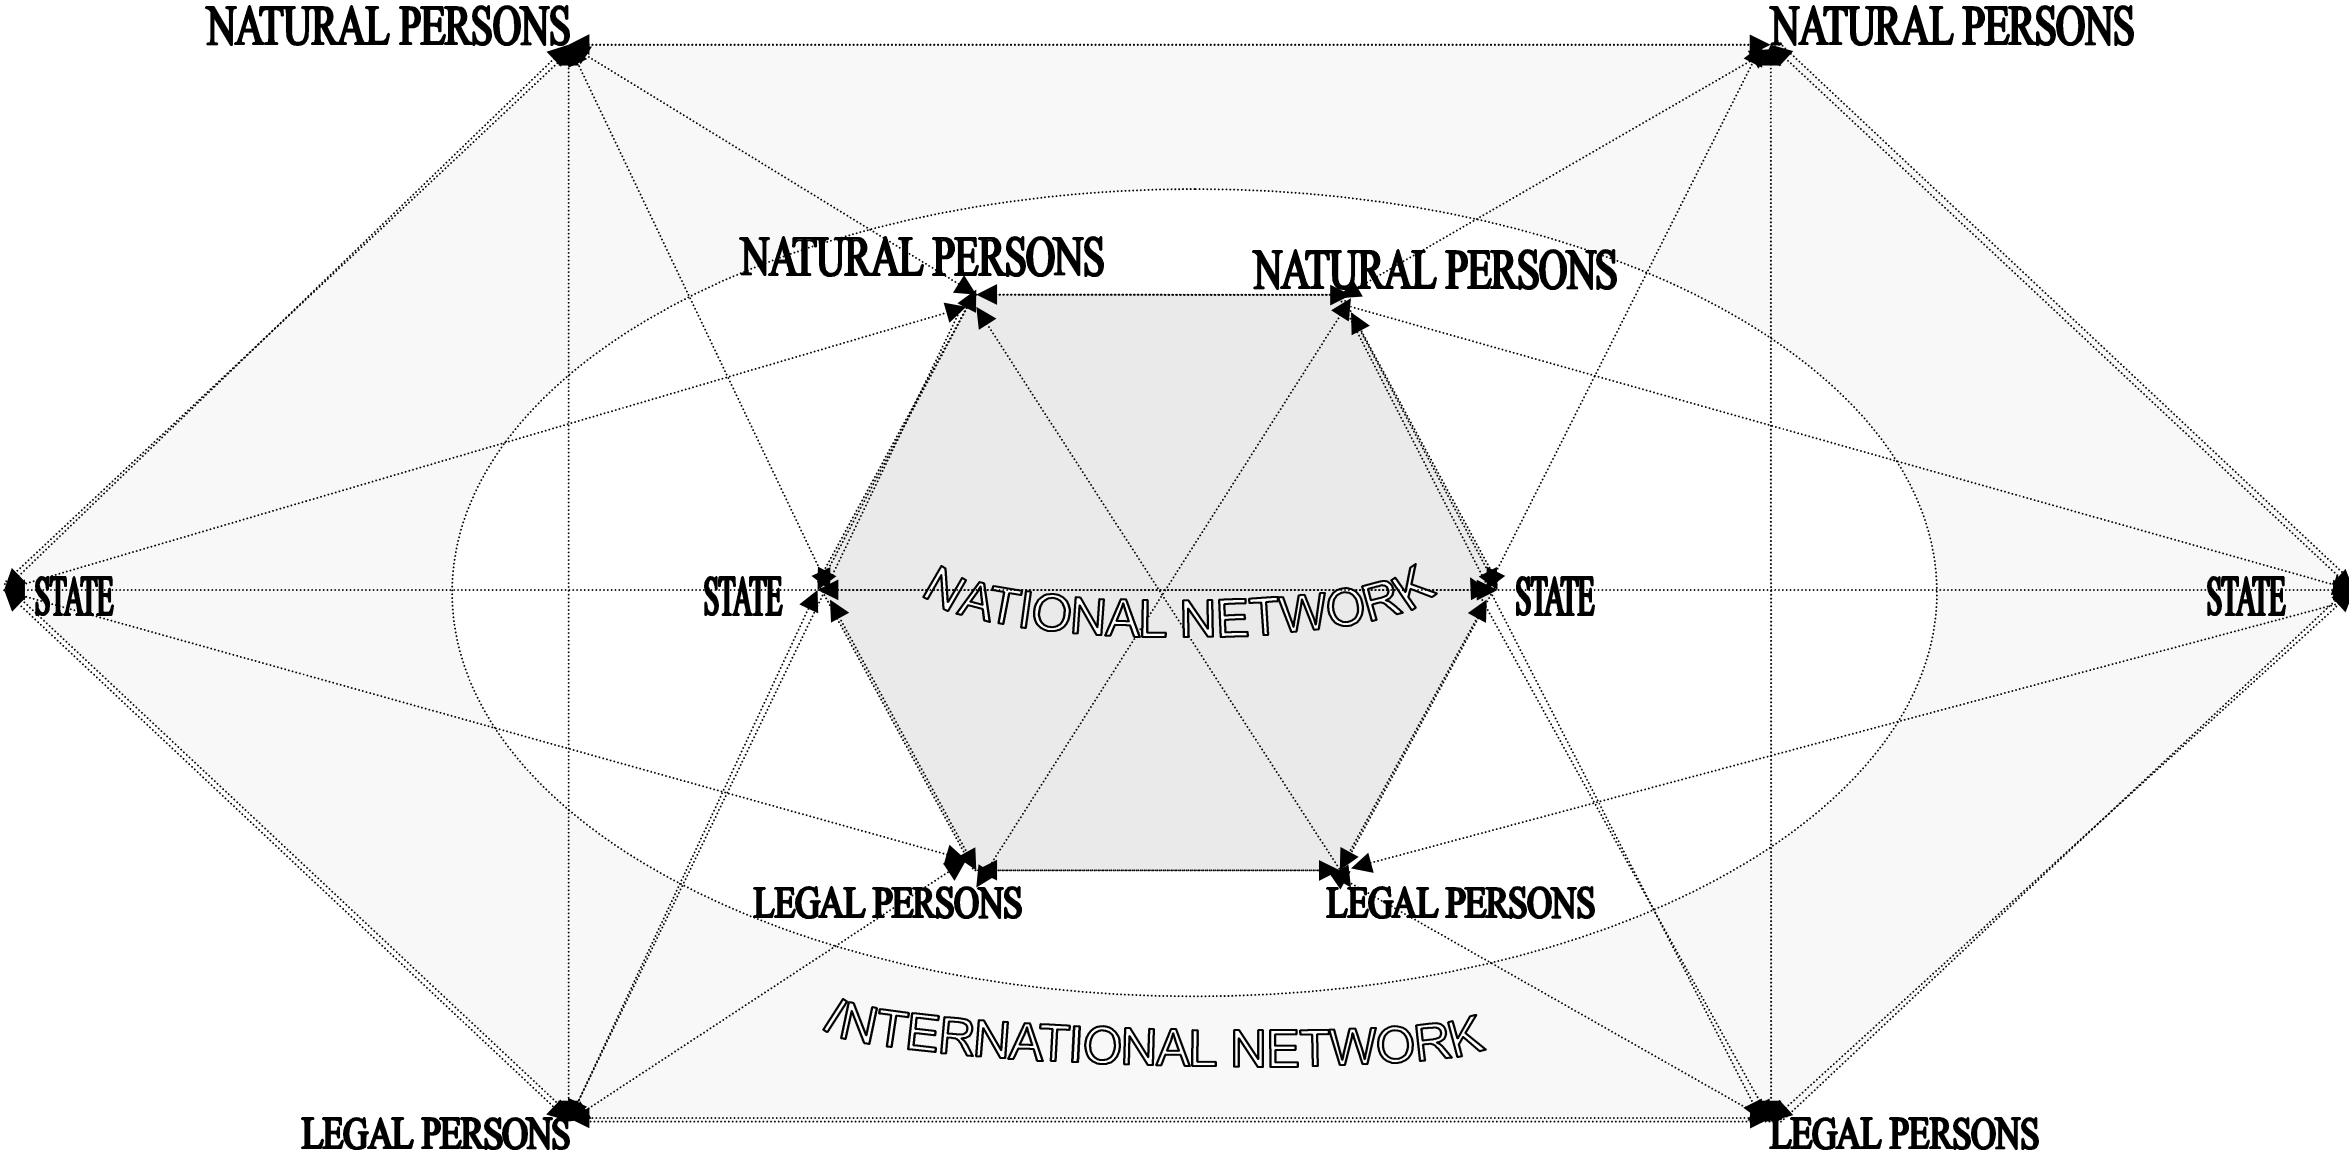 NATURAL PERSONS
NATURAL PERSONS
NATURAL PERSONS
NATURAL PERSONS
STATE
STATE
NATIONAL NETWORK
STATE
STATE
LEGAL PERSONS
LEGAL PERSONS
INTERNATIONAL NETWORK
LEGAL PERSONS
LEGAL PERSONS